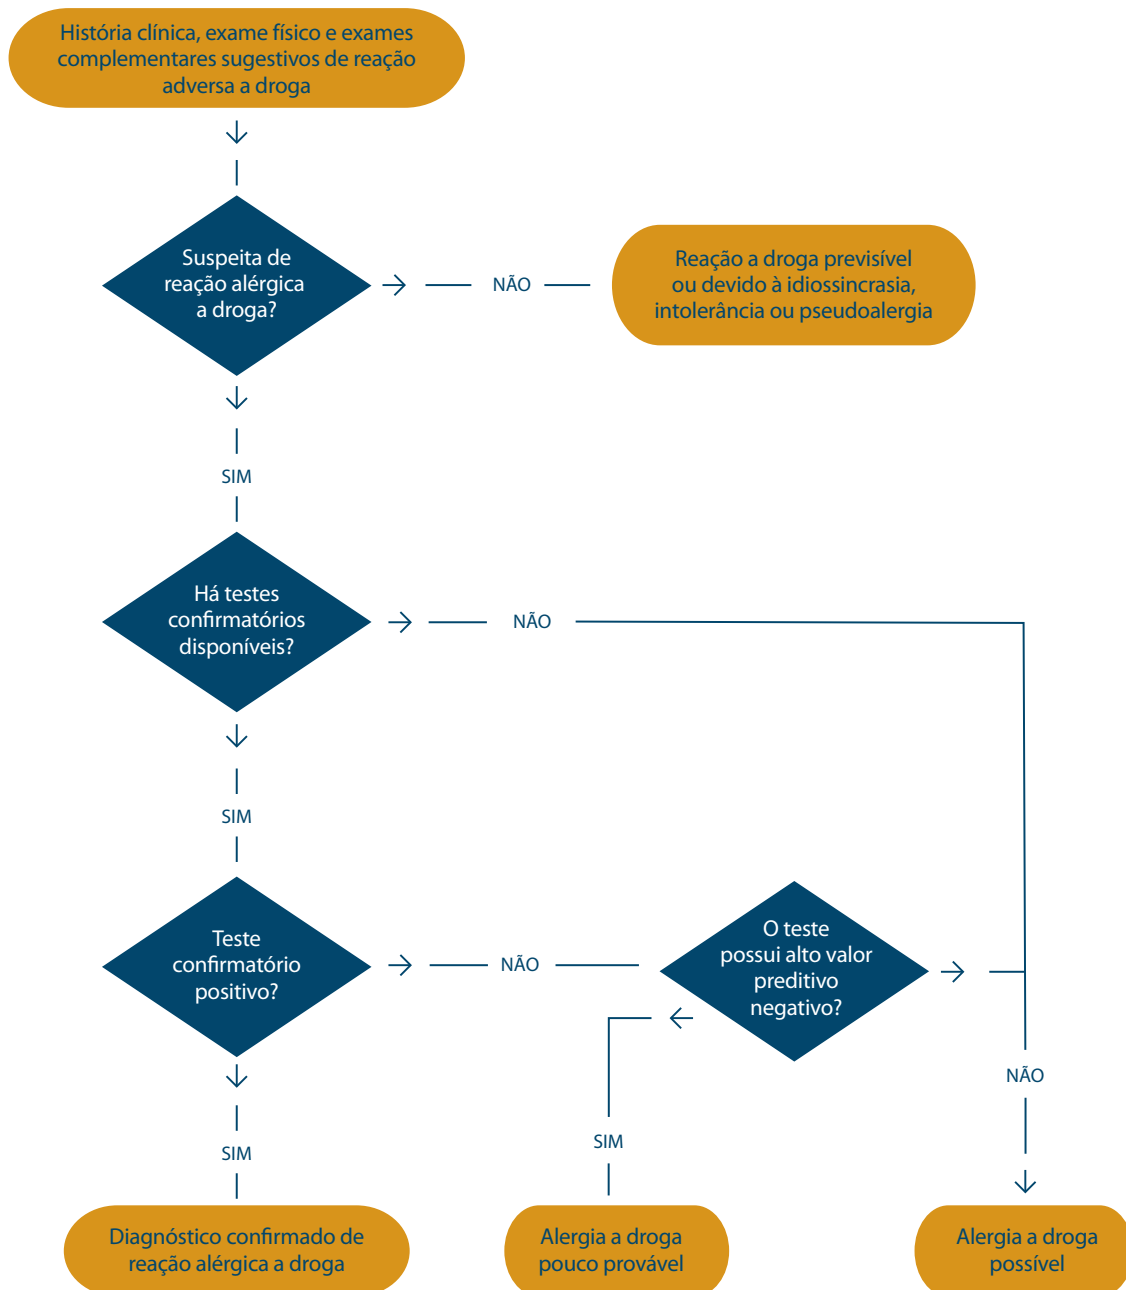 História clínica, exame físico e exames
complementares sugestivos de reação
adversa a droga
Suspeita de
reação alérgica
a droga?
NÃO
Reação a droga previsível
ou devido à idiossincrasia,
intolerância ou pseudoalergia
SIM
Há testes
confirmatórios
disponíveis?
NÃO
SIM
Teste
confirmatório
positivo?
NÃO
O teste
possui alto valor
preditivo
negativo?
NÃO
SIM
SIM
Diagnóstico confirmado de
reação alérgica a droga
Alergia a droga
pouco provável
Alergia a droga
possível